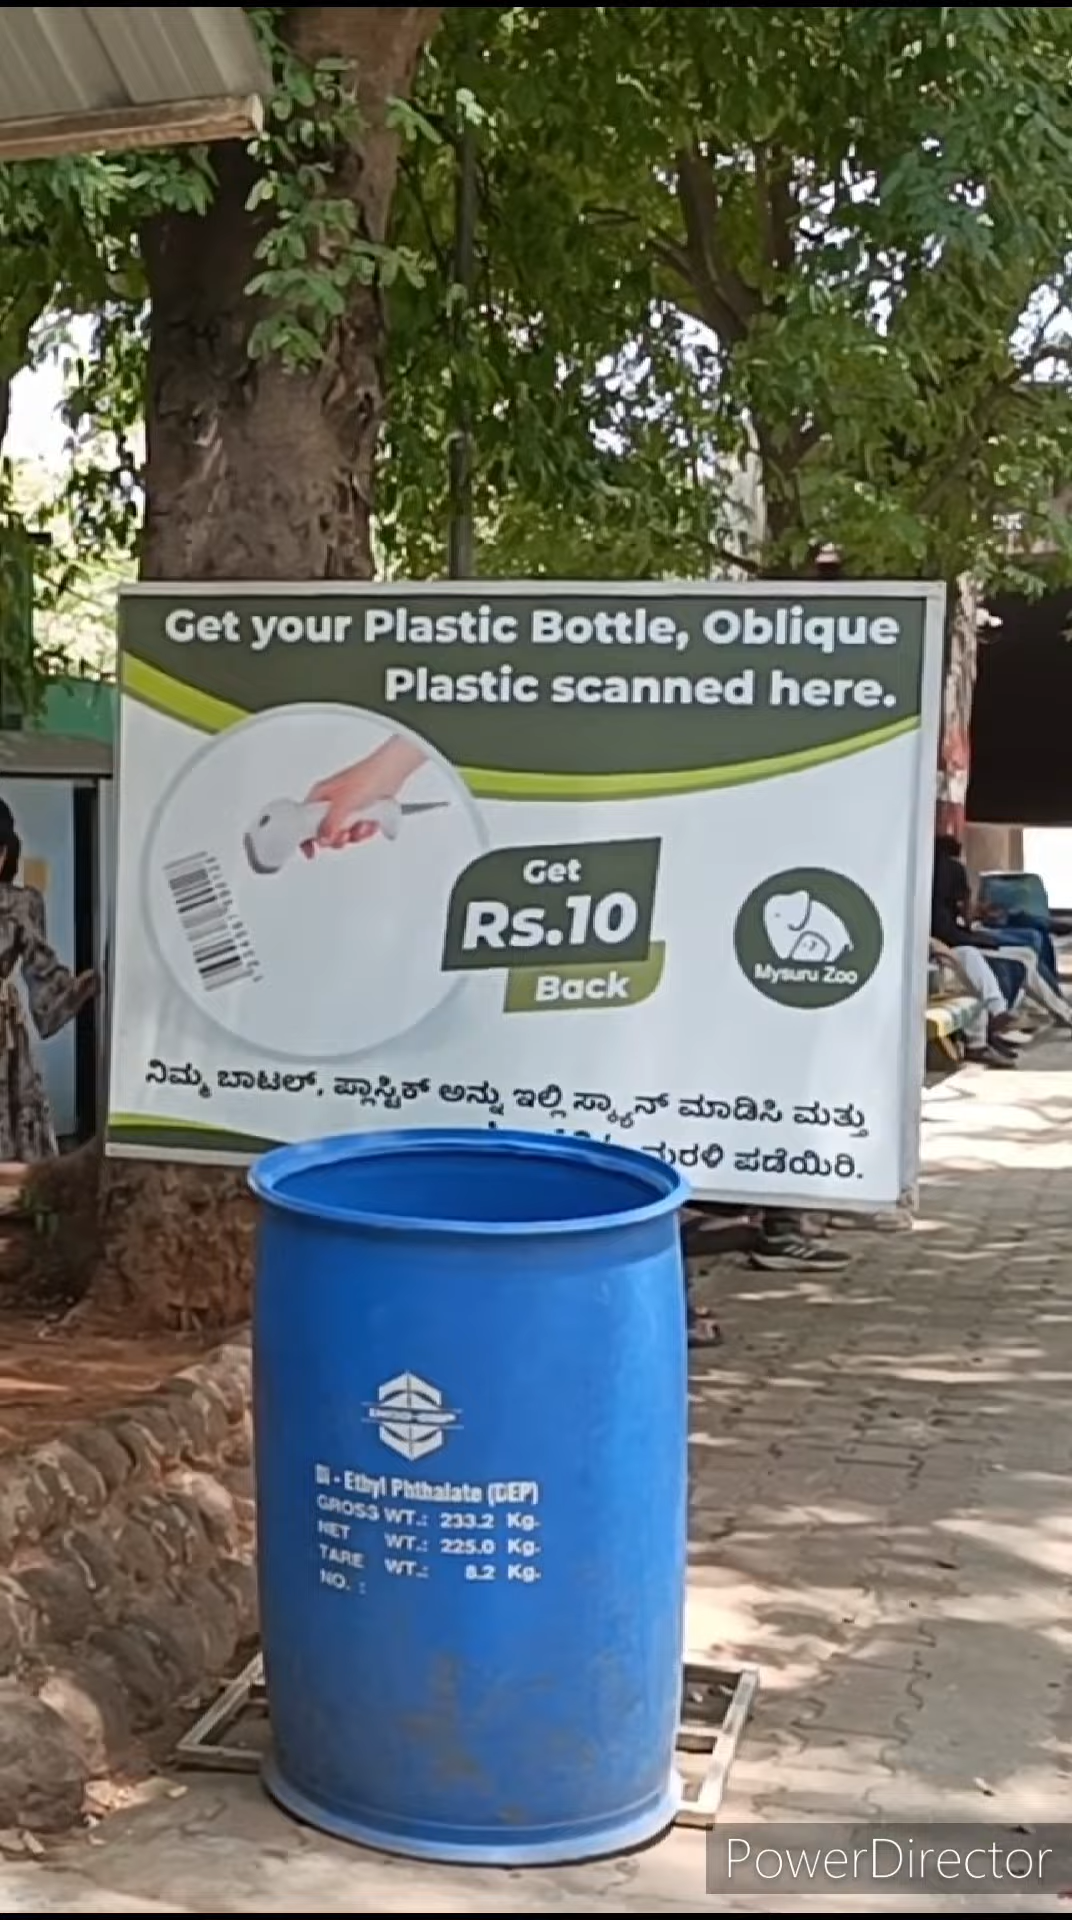 Get your Plastic Bottle, Oblique
Plastic scanned here.
Get
Rs.10
Back
Mysuru Zoo
ನಿಮ್ಮ ಬಾಟಲ್, ಪ್ಲಾಸ್ಟಿಕ್ ಅನ್ನು ಇಲ್ಲಿ ಸ್ಕ್ಯಾನ್ ಮಾಡಿಸಿ ಮತ್ತು
ಮರಳಿ ಪಡೆಯಿರಿ.
Di - Ethyl Phthalate (DEP)
GROSS WT.: 233.2 Kg.
NET WT.: 225.0 Kg.
TARE WT.: 8.2 Kg.
NO. :
PowerDirector